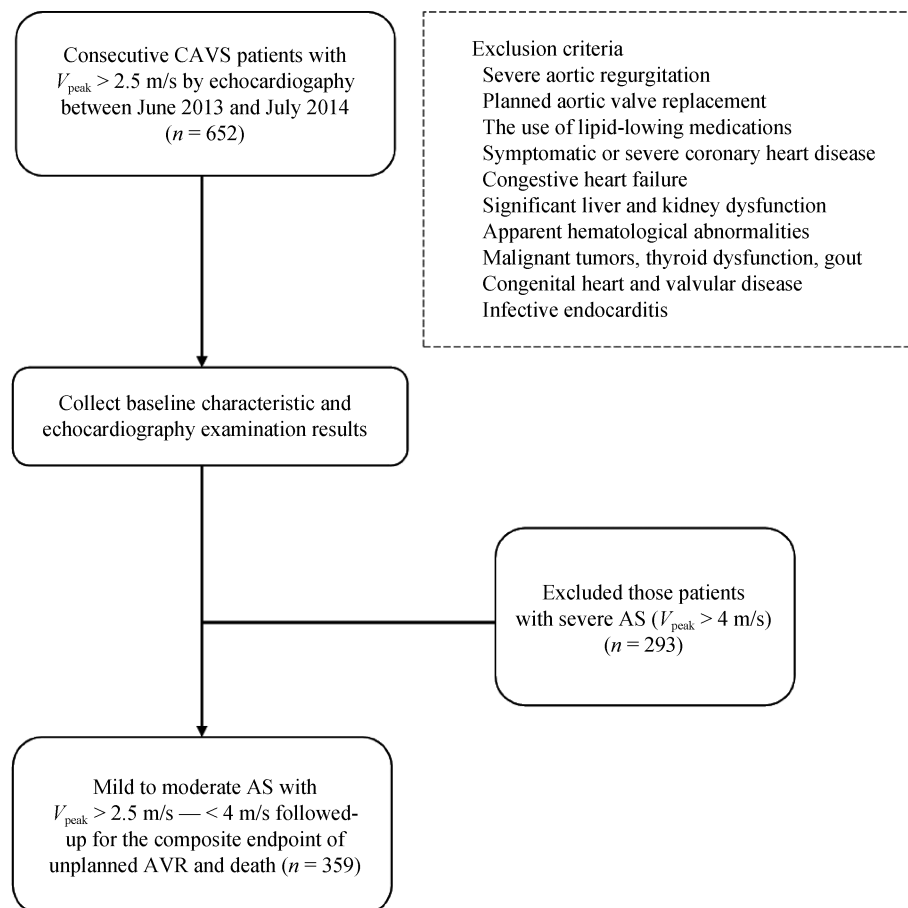 Consecutive CAVS patients with
Vpeak > 2.5 m/s by echocardiogaphy
between June 2013 and July 2014
(n = 652)
Exclusion criteria
Severe aortic regurgitation
Planned aortic valve replacement
The use of lipid-lowing medications
Symptomatic or severe coronary heart disease
Congestive heart failure
Significant liver and kidney dysfunction
Apparent hematological abnormalities
Malignant tumors, thyroid dysfunction, gout
Congenital heart and valvular disease
Infective endocarditis
Collect baseline characteristic and
echocardiography examination results
Excluded those patients
with severe AS (Vpeak > 4 m/s)
(n = 293)
Mild to moderate AS with
Vpeak > 2.5 m/s — < 4 m/s followed-
up for the composite endpoint of
unplanned AVR and death (n = 359)